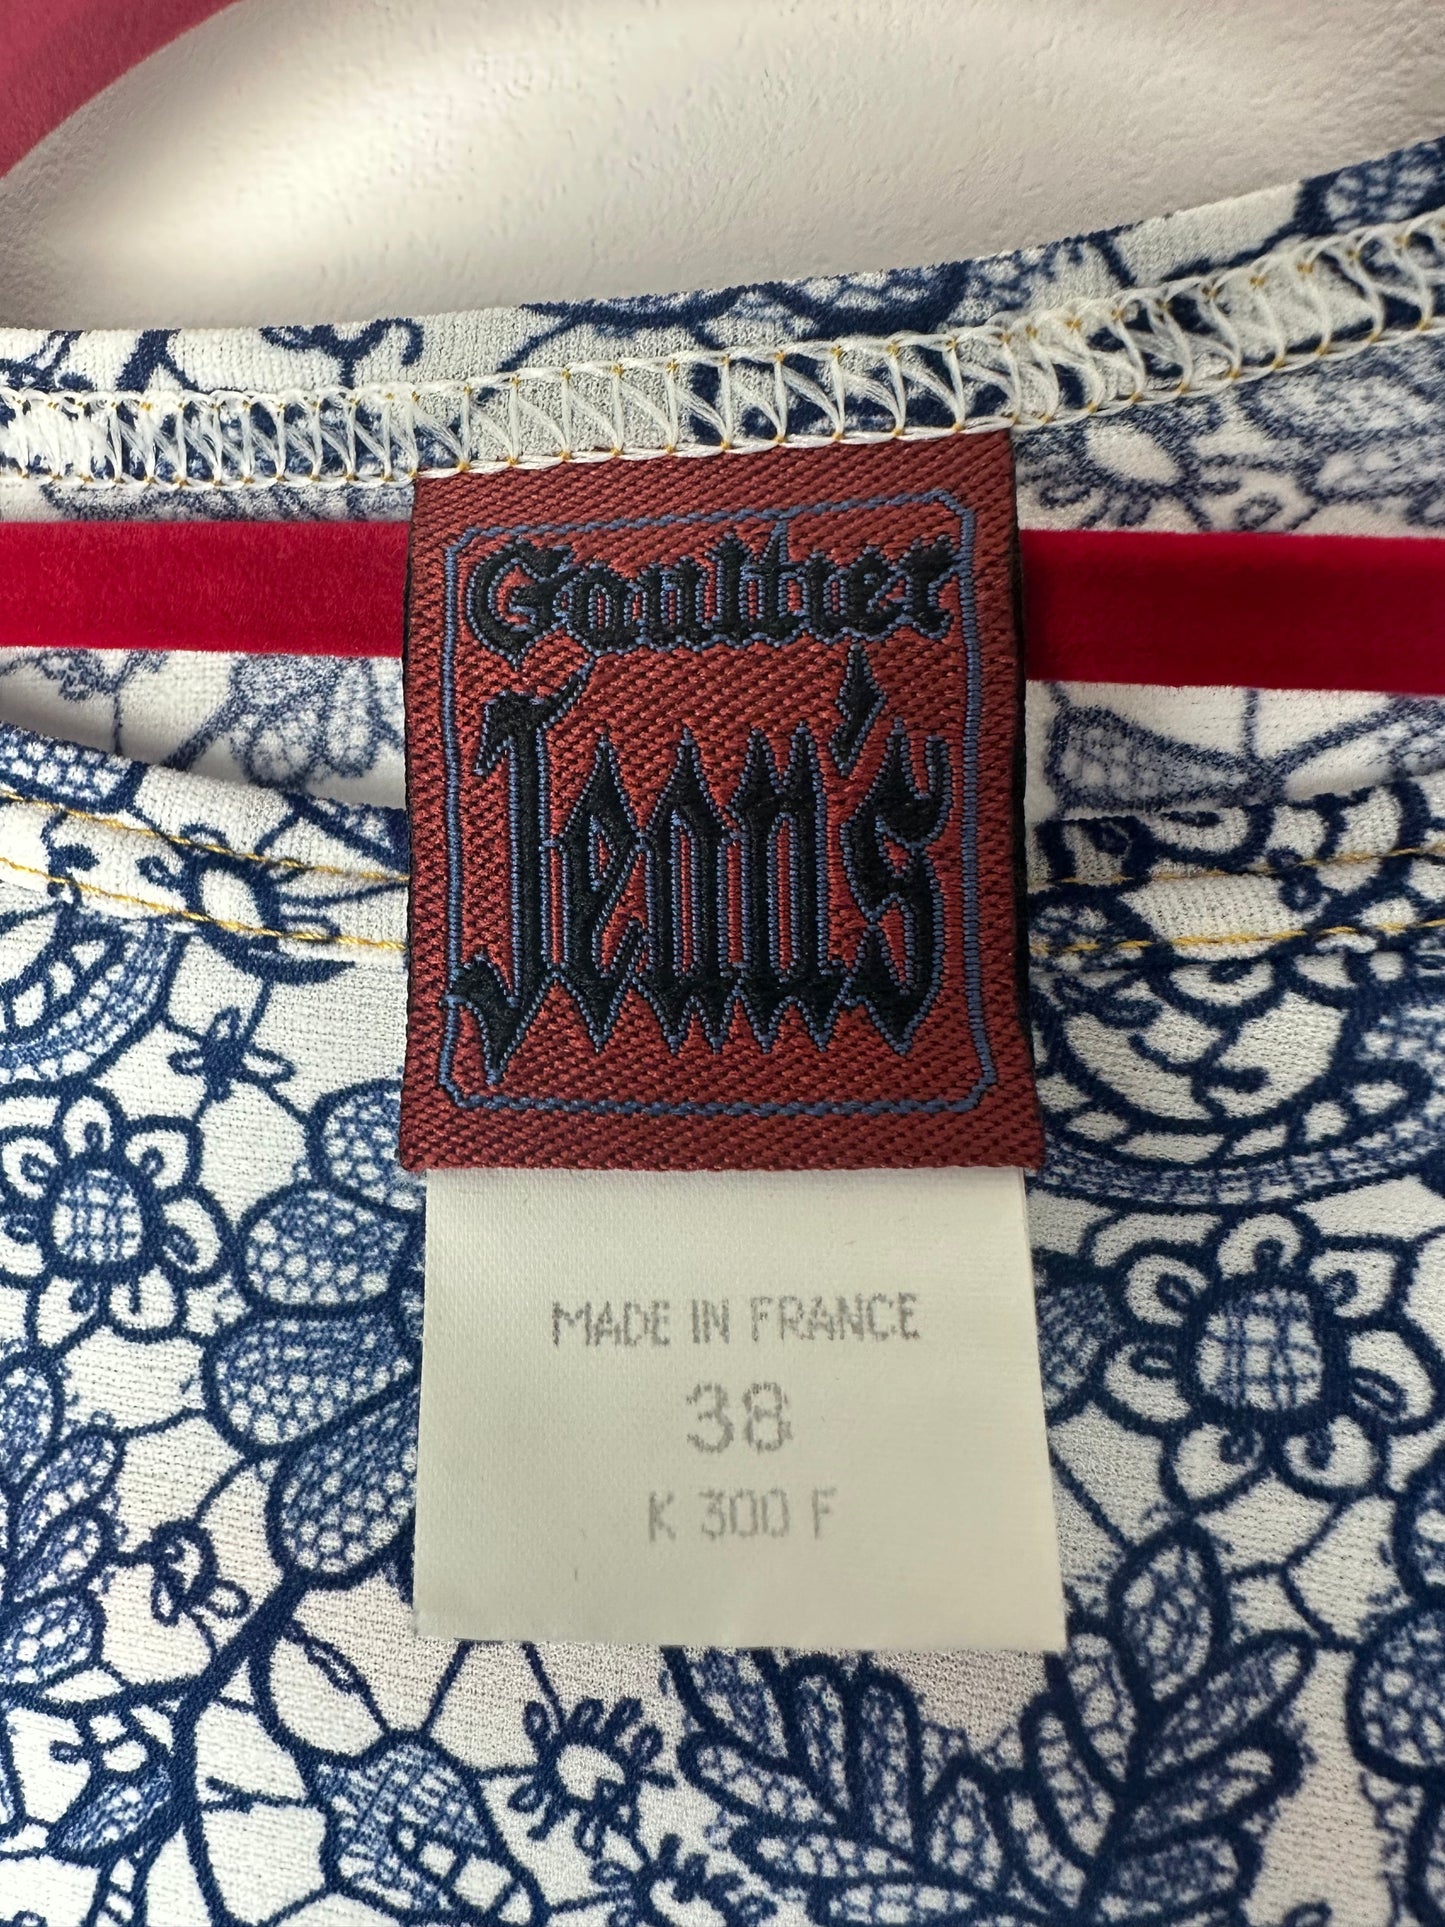 Gaultier
Jean's
MADE IN FRANCE
38
K 300 F